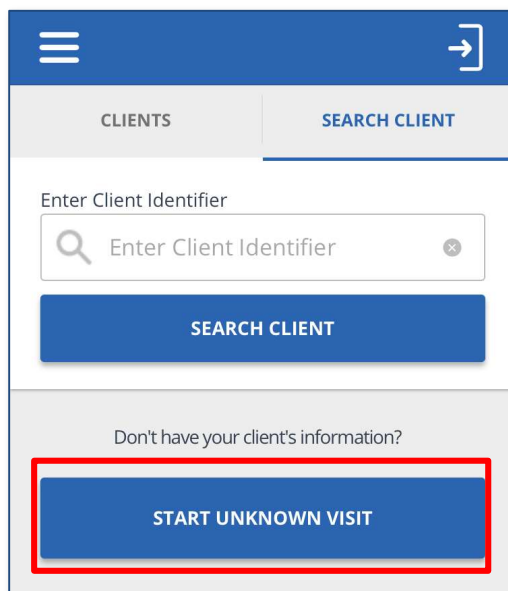 CLIENTS
SEARCH CLIENT
Enter Client Identifier
Enter Client Identifier
SEARCH CLIENT
Don't have your client's information?
START UNKNOWN VISIT